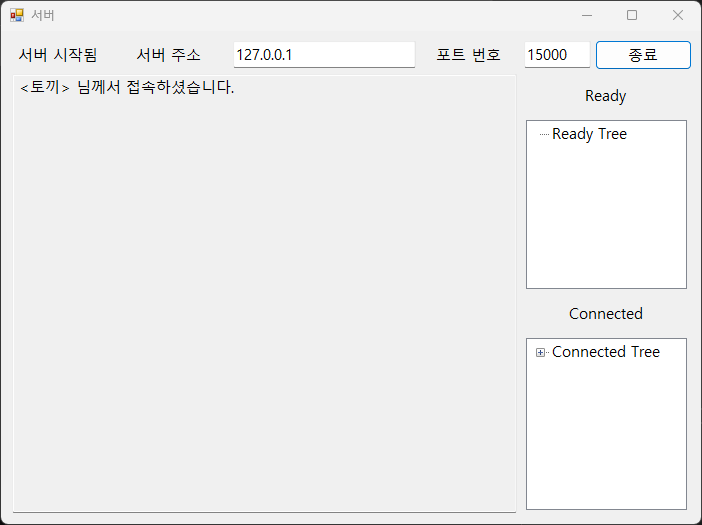 서버
서버 시작됨 서버 주소 127.0.0.1 포트 번호 15000 종료
<토끼> 님께서 접속하셨습니다.
Ready
Ready Tree
Connected
Connected Tree